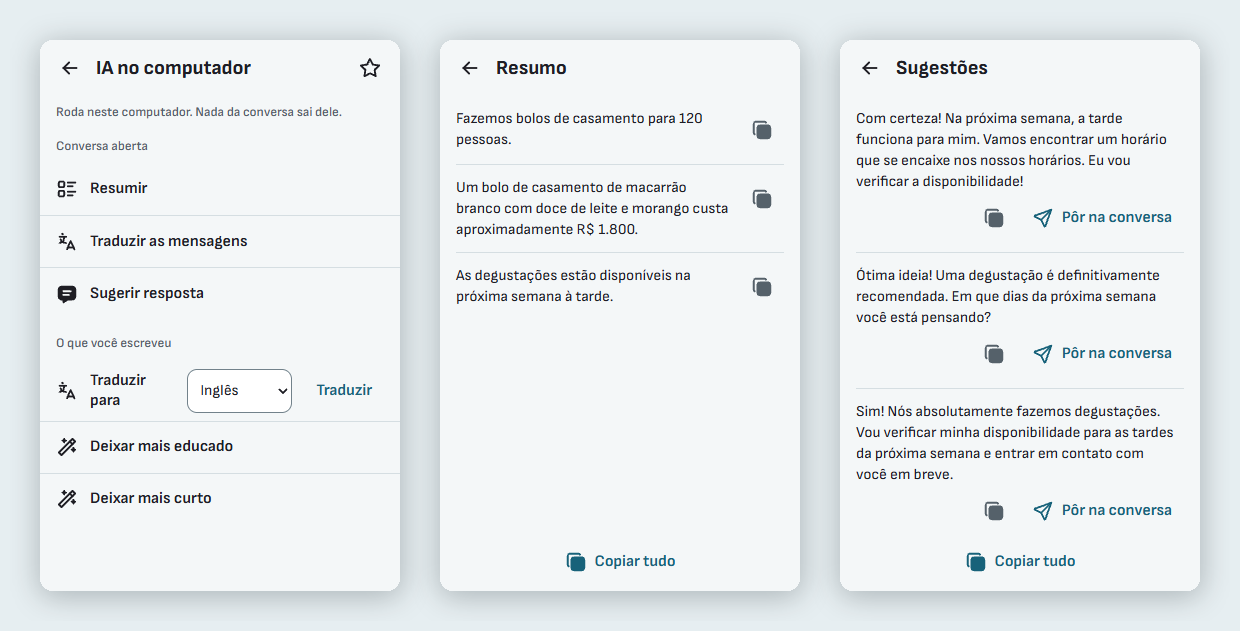 IA no computador
Roda neste computador. Nada da conversa sai dele.
Conversa aberta
Resumir
Traduzir as mensagens
Sugerir resposta
O que você escreveu
Traduzir
para
Inglês
Traduzir
Deixar mais educado
Deixar mais curto
Resumo
Fazemos bolos de casamento para 120
pessoas.
Um bolo de casamento de macarrão
branco com doce de leite e morango custa
aproximadamente R$ 1.800.
As degustações estão disponíveis na
próxima semana à tarde.
Copiar tudo
Sugestões
Com certeza! Na próxima semana, a tarde
funciona para mim. Vamos encontrar um horário
que se encaixe nos nossos horários. Eu vou
verificar a disponibilidade!
Pôr na conversa
Ótima ideia! Uma degustação é definitivamente
recomendada. Em que dias da próxima semana
você está pensando?
Pôr na conversa
Sim! Nós absolutamente fazemos degustações.
Vou verificar minha disponibilidade para as tardes
da próxima semana e entrar em contato com
você em breve.
Pôr na conversa
Copiar tudo